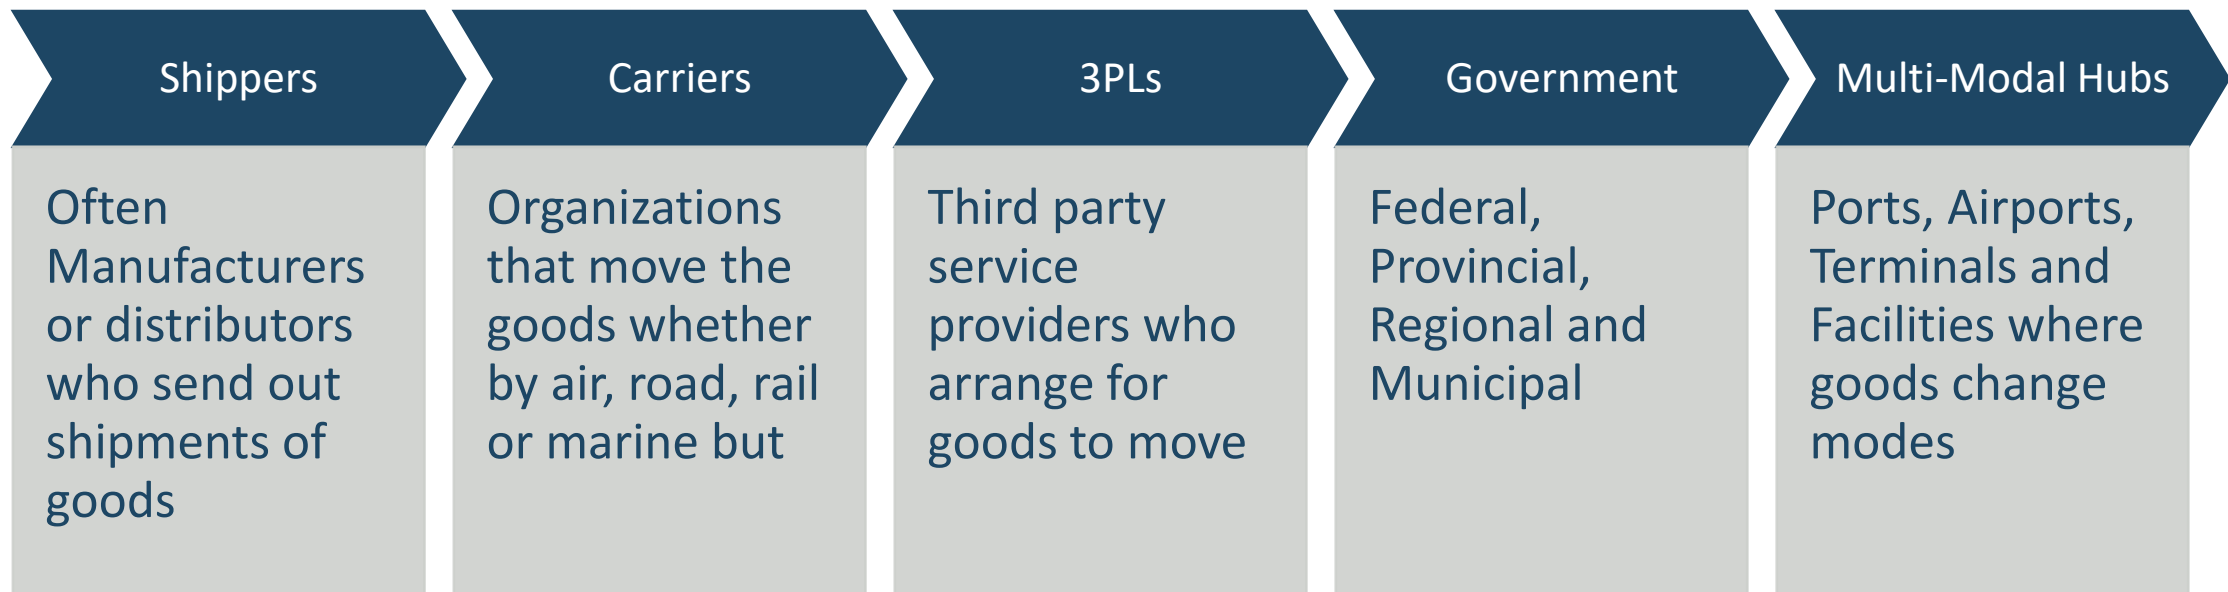 Shippers
Often
Manufacturers
or distributors
who send out
shipments of
goods
Carriers
Organizations
that move the
goods whether
by air, road, rail
or marine but
3PLs
Third party
service
providers who
arrange for
goods to move
Government
Federal,
Provincial,
Regional and
Municipal
Multi-Modal Hubs
Ports, Airports,
Terminals and
Facilities where
goods change
modes